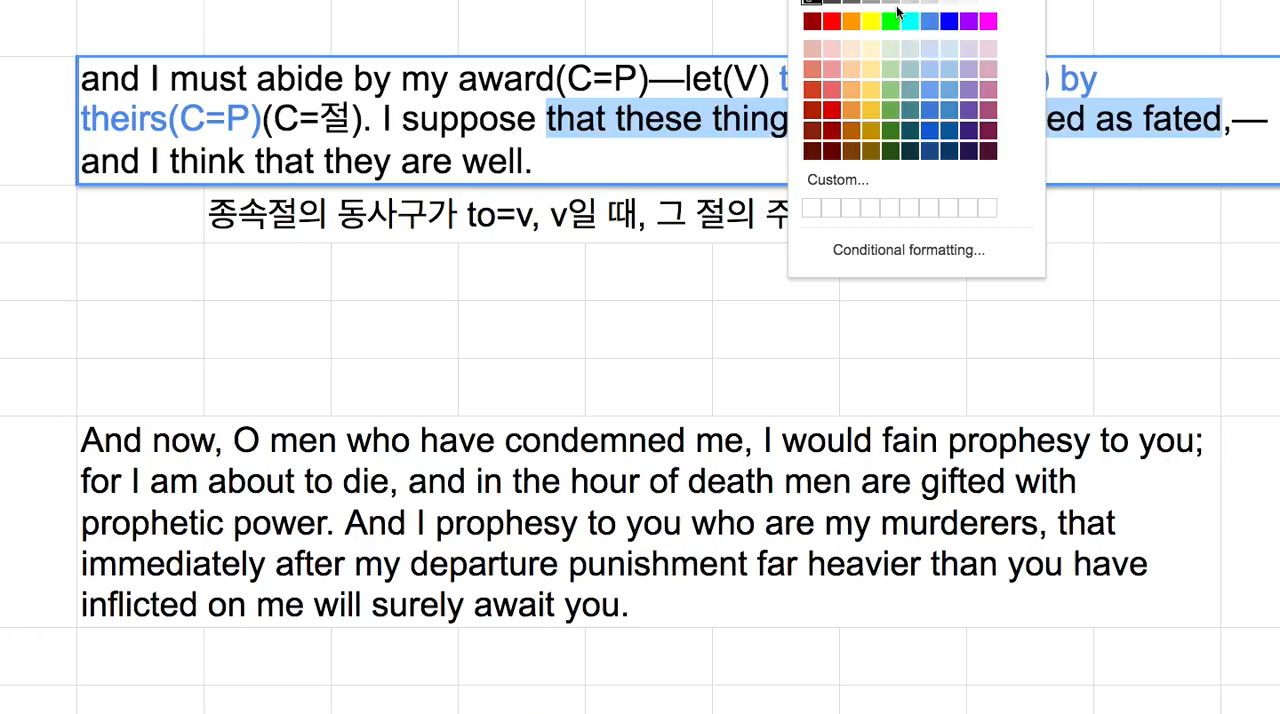 and I must abide by my award(C=P)—let(V) t ) by
theirs(C=P)(C=절). I suppose that these thing ed as fated,—
and I think that they are well.
종속절의 동사구가 to=v, v일 때, 그 절의 주
Custom...
Conditional formatting...
And now, O men who have condemned me, I would fain prophesy to you;
for I am about to die, and in the hour of death men are gifted with
prophetic power. And I prophesy to you who are my murderers, that
immediately after my departure punishment far heavier than you have
inflicted on me will surely await you.